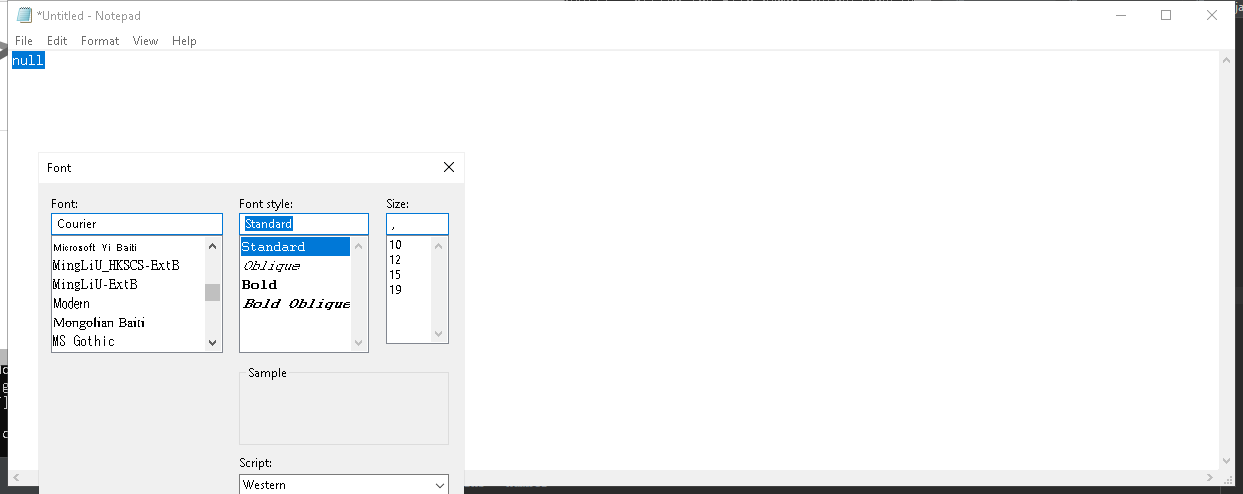 *Untitled - Notepad
File Edit Format View Help
null
Font
Font: Font style: Size:
Courier Standard ,
Microsoft Yi Baiti
MingLiU_HKSCS-ExtB
MingLiU-ExtB
Modern
Mongolian Baiti
MS Gothic
Standard
Oblique
Bold
Bold Oblique
10
12
15
19
Sample
Script:
Western